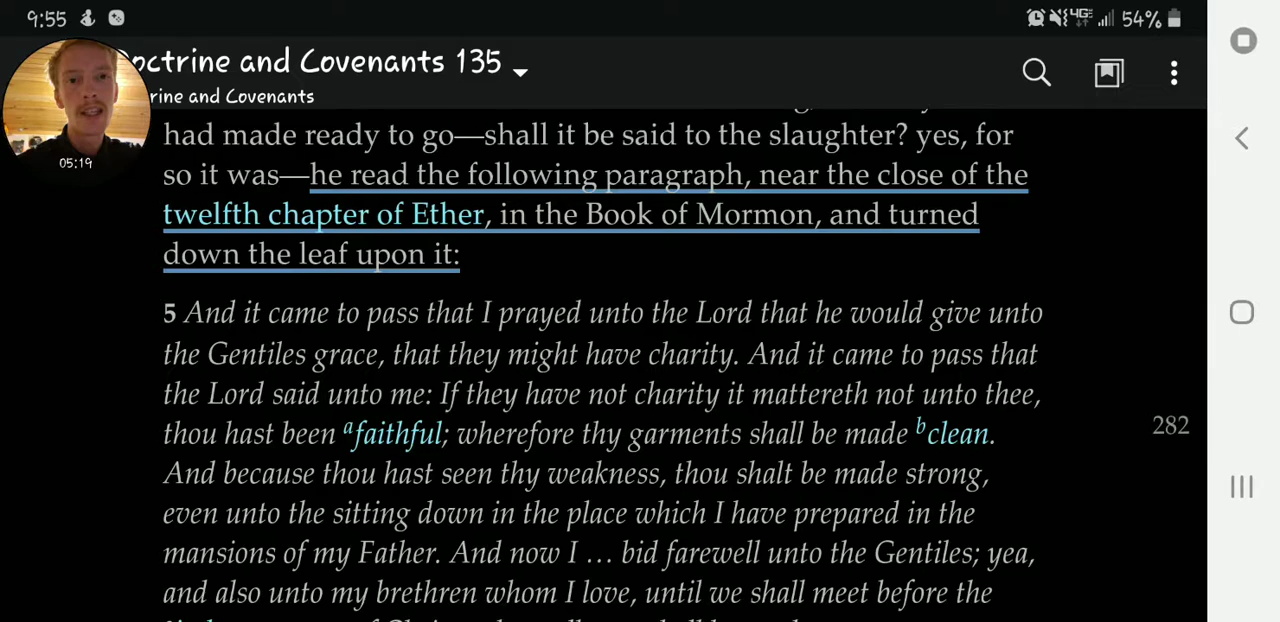 9:55
4G
54%
octrine and Covenants 135
rine and Covenants
05:19
had made ready to go—shall it be said to the slaughter? yes, for
so it was—he read the following paragraph, near the close of the
twelfth chapter of Ether, in the Book of Mormon, and turned
down the leaf upon it:
5 And it came to pass that I prayed unto the Lord that he would give unto
the Gentiles grace, that they might have charity. And it came to pass that
the Lord said unto me: If they have not charity it mattereth not unto thee,
thou hast been a faithful; wherefore thy garments shall be made b clean.
282
And because thou hast seen thy weakness, thou shalt be made strong,
even unto the sitting down in the place which I have prepared in the
mansions of my Father. And now I … bid farewell unto the Gentiles; yea,
and also unto my brethren whom I love, until we shall meet before the